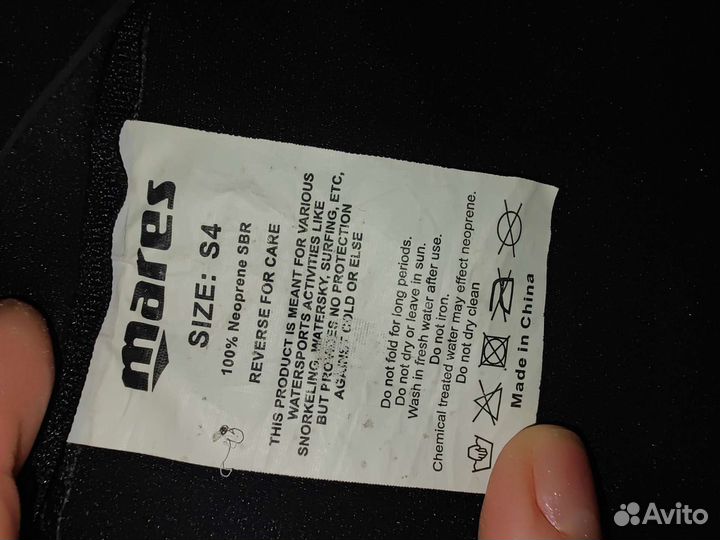 mares
SIZE: S4
100% Neoprene SBR
REVERSE FOR CARE
THIS PRODUCT IS MEANT FOR VARIOUS
WATERSPORTS ACTIVITIES LIKE
SNORKELING, WATERSKY, SURFING, ETC,
BUT PROVIDES NO PROTECTION
AGAINST COLD OR ELSE
Do not fold for long periods.
Do not dry or leave in sun.
Wash in fresh water after use.
Do not iron.
Chemical treated water may effect neoprene.
Do not dry clean
Made in China
Avito